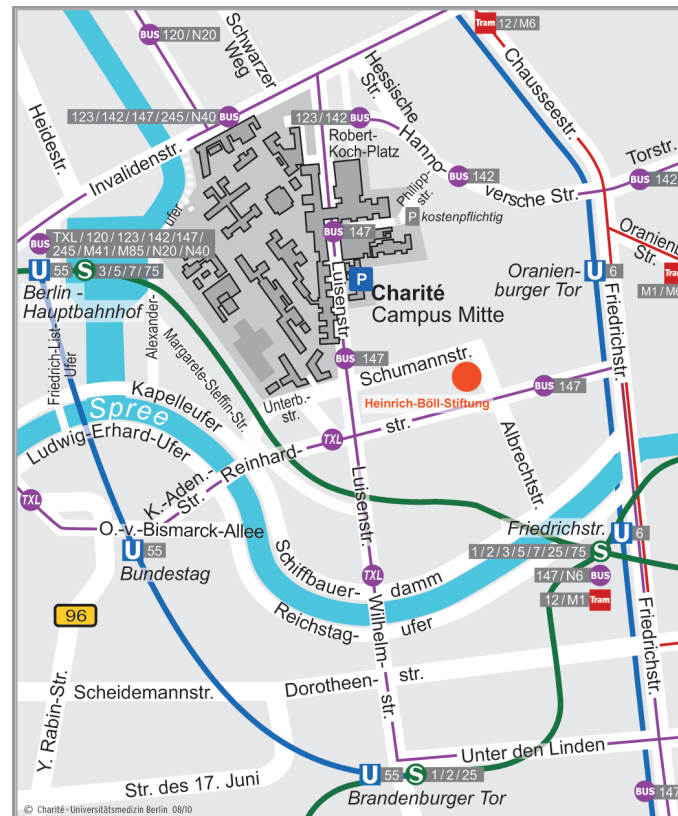 Tram 12/M6
BUS 120/N20
Schwarzer
Weg
Hessische
Str.
Chausseestr.
Heidestr.
123/142/147/245/N40 BUS
123/142 BUS
Robert-
Koch-Platz
Hanno-
versche Str.
Torstr.
BUS 142
BUS 142
Invalidenstr.
Philipp-
str.
P kostenpflichtig
ufer
BUS TXL/120/123/142/147/
245/M41/M85/N20/N40
BUS 147
Oranienb
Str.
U 55 S 3/5/7/75
Berlin -
Hauptbahnhof
Luisenstr.
P
Charité
Campus Mitte
Oranien-
burger Tor
U 6
Tram
M1/M6
Friedrich-List-
Ufer
Alexander-
Margarete-Steffin-Str.
Friedrichstr.
BUS 147
Schumannstr.
BUS 147
Unterb.-
str.
Heinrich-Böll-Stiftung
Kapelleufer
Spree
Ludwig-Erhard-Ufer
TXL
Reinhard-
str.
Albrechtstr.
K.-Aden.-
Str.
Luisenstr.
TXL
O.-v.-Bismarck-Allee
U 55
Bundestag
Friedrichstr.
U 6
1/2/3/5/7/25/75 S
147/N6 BUS
12/M1 Tram
Schiffbauer-
damm
TXL
Reichstag-
ufer
Wilhelm-
str.
96
Friedrichstr.
Y. Rabin-Str.
Scheidemannstr.
Dorotheen-
str.
Unter den Linden
Str. des 17. Juni
U 55 S 1/2/25
Brandenburger Tor
BUS 147
© Charité - Universitätsmedizin Berlin 08/10